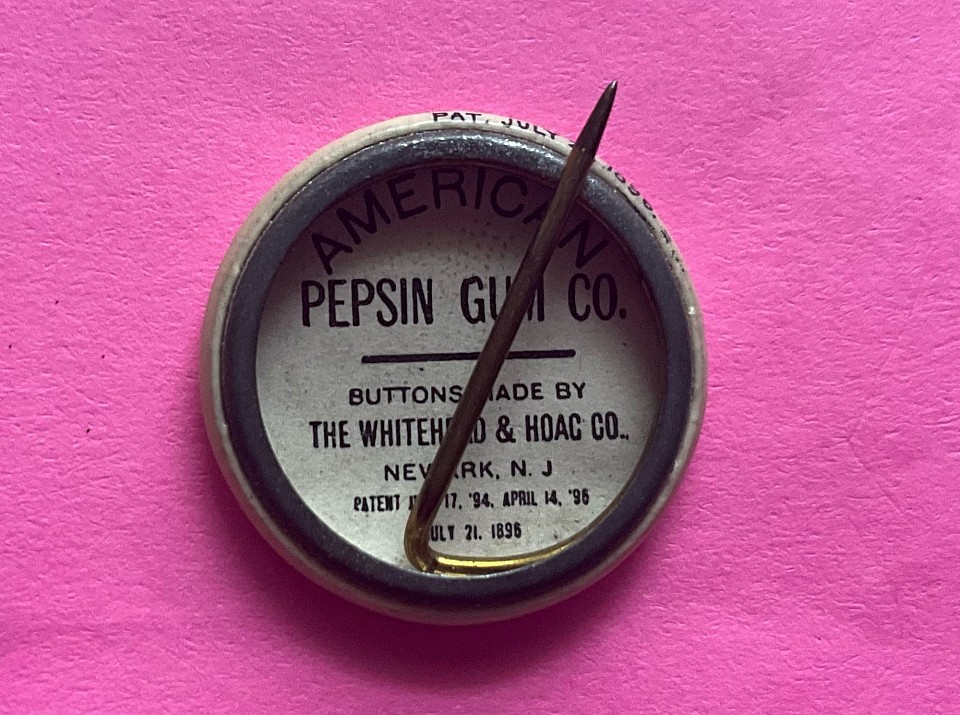 PAT. JULY 1896.
AMERICAN
PEPSIN GUM CO.
BUTTONS MADE BY
THE WHITEHEAD & HOAG CO.,
NEWARK, N. J
PATENT 17, '94, APRIL 14, '96
JULY 21. 1896